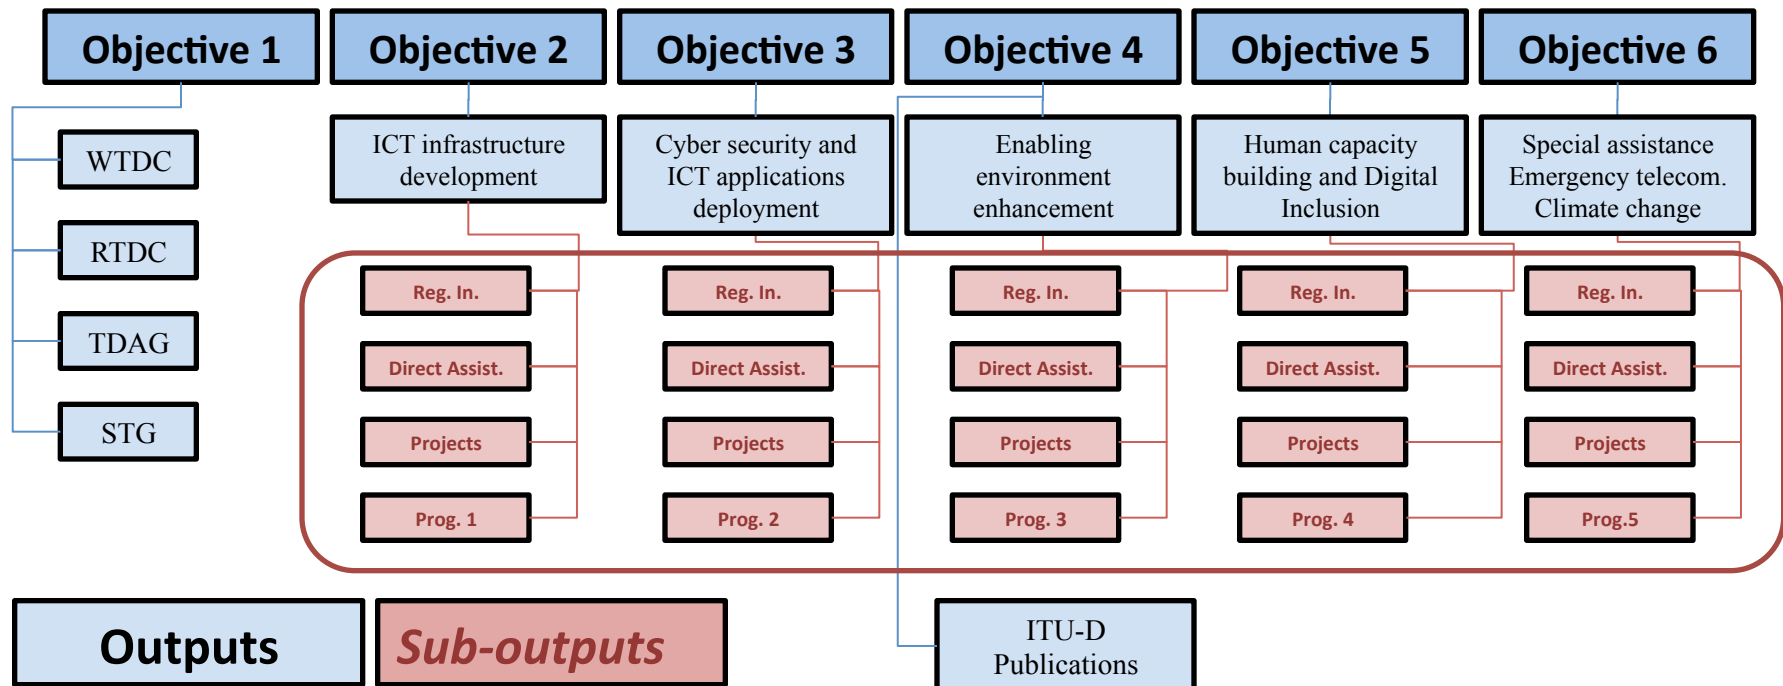 Objective 1
Objective 2
Objective 3
Objective 4
Objective 5
Objective 6
WTDC
RTDC
TDAG
STG
ICT infrastructure
development
Cyber security and
ICT applications
deployment
Enabling
environment
enhancement
Human capacity
building and Digital
Inclusion
Special assistance
Emergency telecom.
Climate change
Reg. In.
Direct Assist.
Projects
Prog. 1
Reg. In.
Direct Assist.
Projects
Prog. 2
Reg. In.
Direct Assist.
Projects
Prog. 3
Reg. In.
Direct Assist.
Projects
Prog. 4
Reg. In.
Direct Assist.
Projects
Prog.5
Outputs
Sub-outputs
ITU-D
Publications